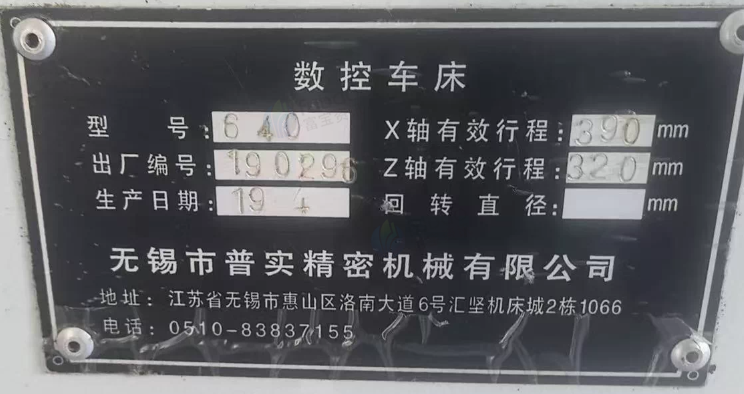 数控车床
型号：640 X轴有效行程：390mm
出厂编号：190296 Z轴有效行程：320mm
生产日期：19 4 回转直径： mm
无锡市普实精密机械有限公司
地址：江苏省无锡市惠山区洛南大道6号汇坚机床城2栋1066
电话：0510-83837155